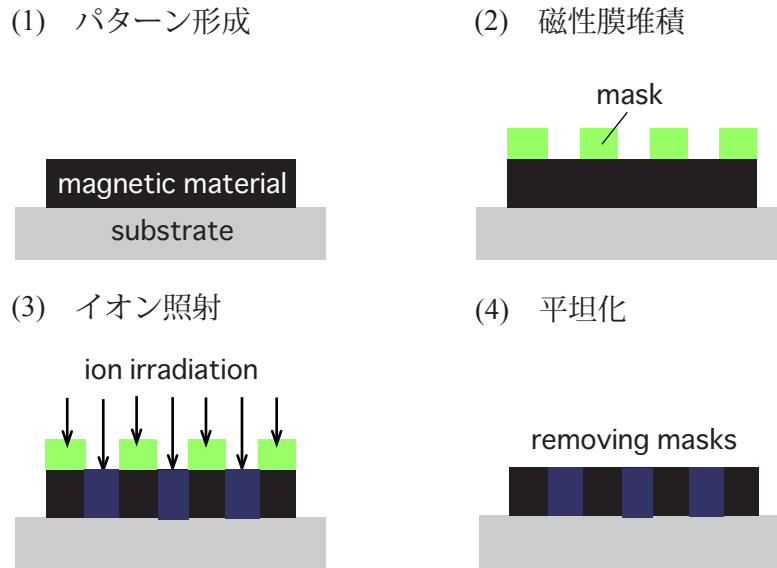 (1) パターン形成
(2) 磁性膜堆積
mask
magnetic material
substrate
(3) イオン照射
(4) 平坦化
ion irradiation
removing masks